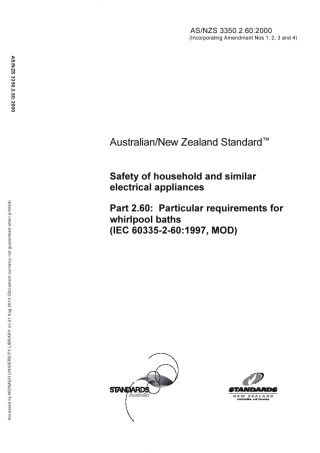 AS/NZS 3350.2.60:2000
(Incorporating Amendment Nos 1, 2, 3 and 4)
AS/NZS 3350.2.60:2000
Australian/New Zealand Standard™
Safety of household and similar
electrical appliances
Part 2.60: Particular requirements for
whirlpool baths
(IEC 60335-2-60:1997, MOD)
Accessed by MONASH UNIVERSITY LIBRARY on 21 Aug 2013 (Document currency not guaranteed when printed)
STANDARDS
Australia
STANDARDS
NEW ZEALAND